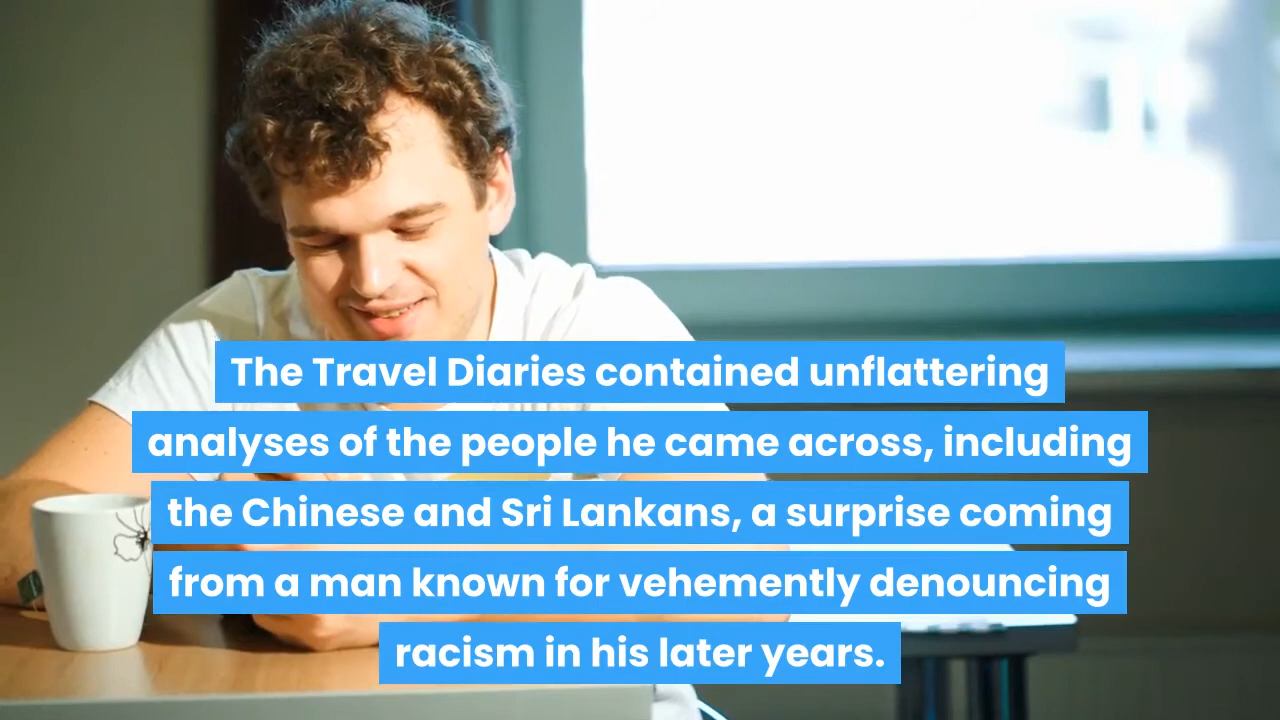 The Travel Diaries contained unflattering
analyses of the people he came across, including
the Chinese and Sri Lankans, a surprise coming
from a man known for vehemently denouncing
racism in his later years.